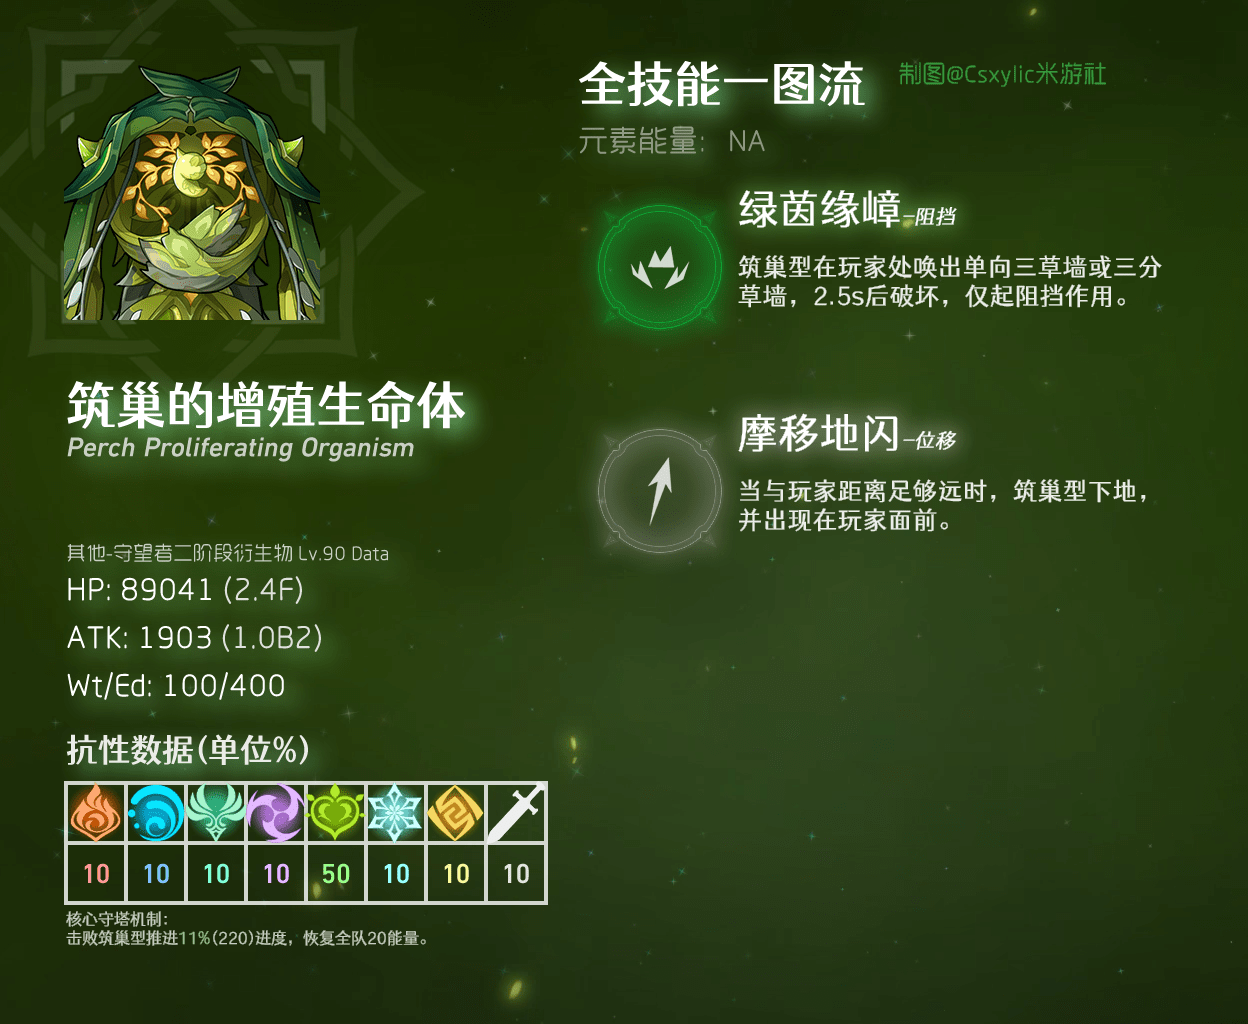 全技能一图流
制图@Csxylic米游社
元素能量： NA
绿茵缘嶂-阻挡
筑巢型在玩家处唤出单向三草墙或三分
草墙，2.5s后破坏，仅起阻挡作用。
摩移地闪-位移
当与玩家距离足够远时，筑巢型下地，
并出现在玩家面前。
筑巢的增殖生命体
Perch Proliferating Organism
其他-守望者二阶段衍生物 Lv.90 Data
HP: 89041 (2.4F)
ATK: 1903 (1.0B2)
Wt/Ed: 100/400
抗性数据(单位%)
10 10 10 10 50 10 10 10
核心守塔机制：
击败筑巢型推进11%(220)进度，恢复全队20能量。